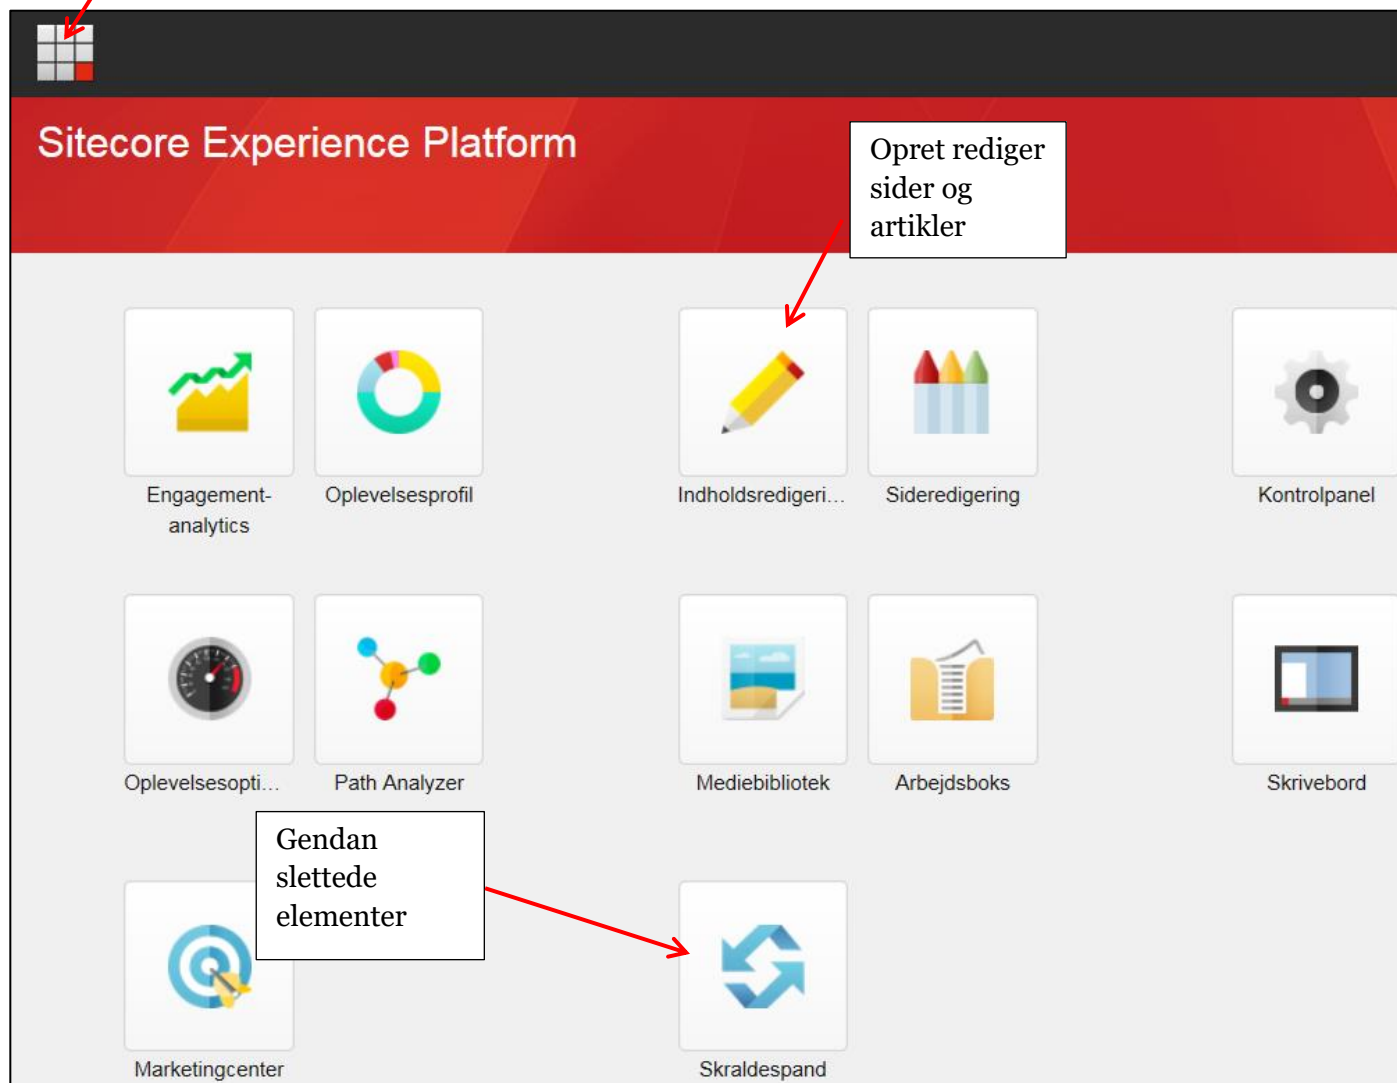 Sitecore Experience Platform
Opret rediger
sider og
artikler
Engagement-
analytics
Oplevelsesprofil
Indholdsredigeri...
Sideredigering
Kontrolpanel
Oplevelsesopti...
Path Analyzer
Mediebibliotek
Arbejdsboks
Skrivebord
Gendan
slettede
elementer
Marketingcenter
Skraldespand